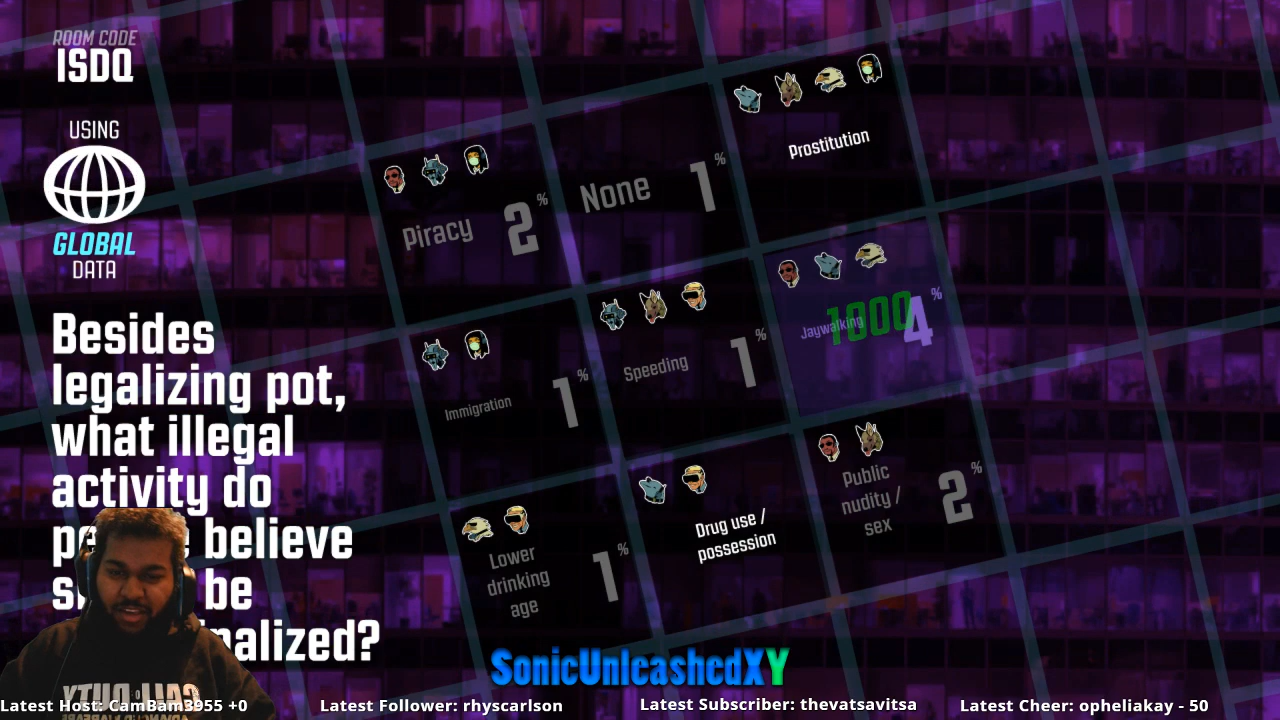 ROOM CODE
ISDQ
USING
GLOBAL
DATA
Besides
legalizing pot,
what illegal
activity do
believe
be
nalized?
Piracy 2%
None 1%
Prostitution
Immigration 1%
Speeding 1%
Jaywalking 1000 4%
Lower
drinking
age
1%
Drug use /
possession
Public
nudity /
sex
2%
SonicUnleashedXY
Latest Host: CamBam3955 +0
Latest Follower: rhyscarlson
Latest Subscriber: thevatsavitsa
Latest Cheer: opheliakay - 50